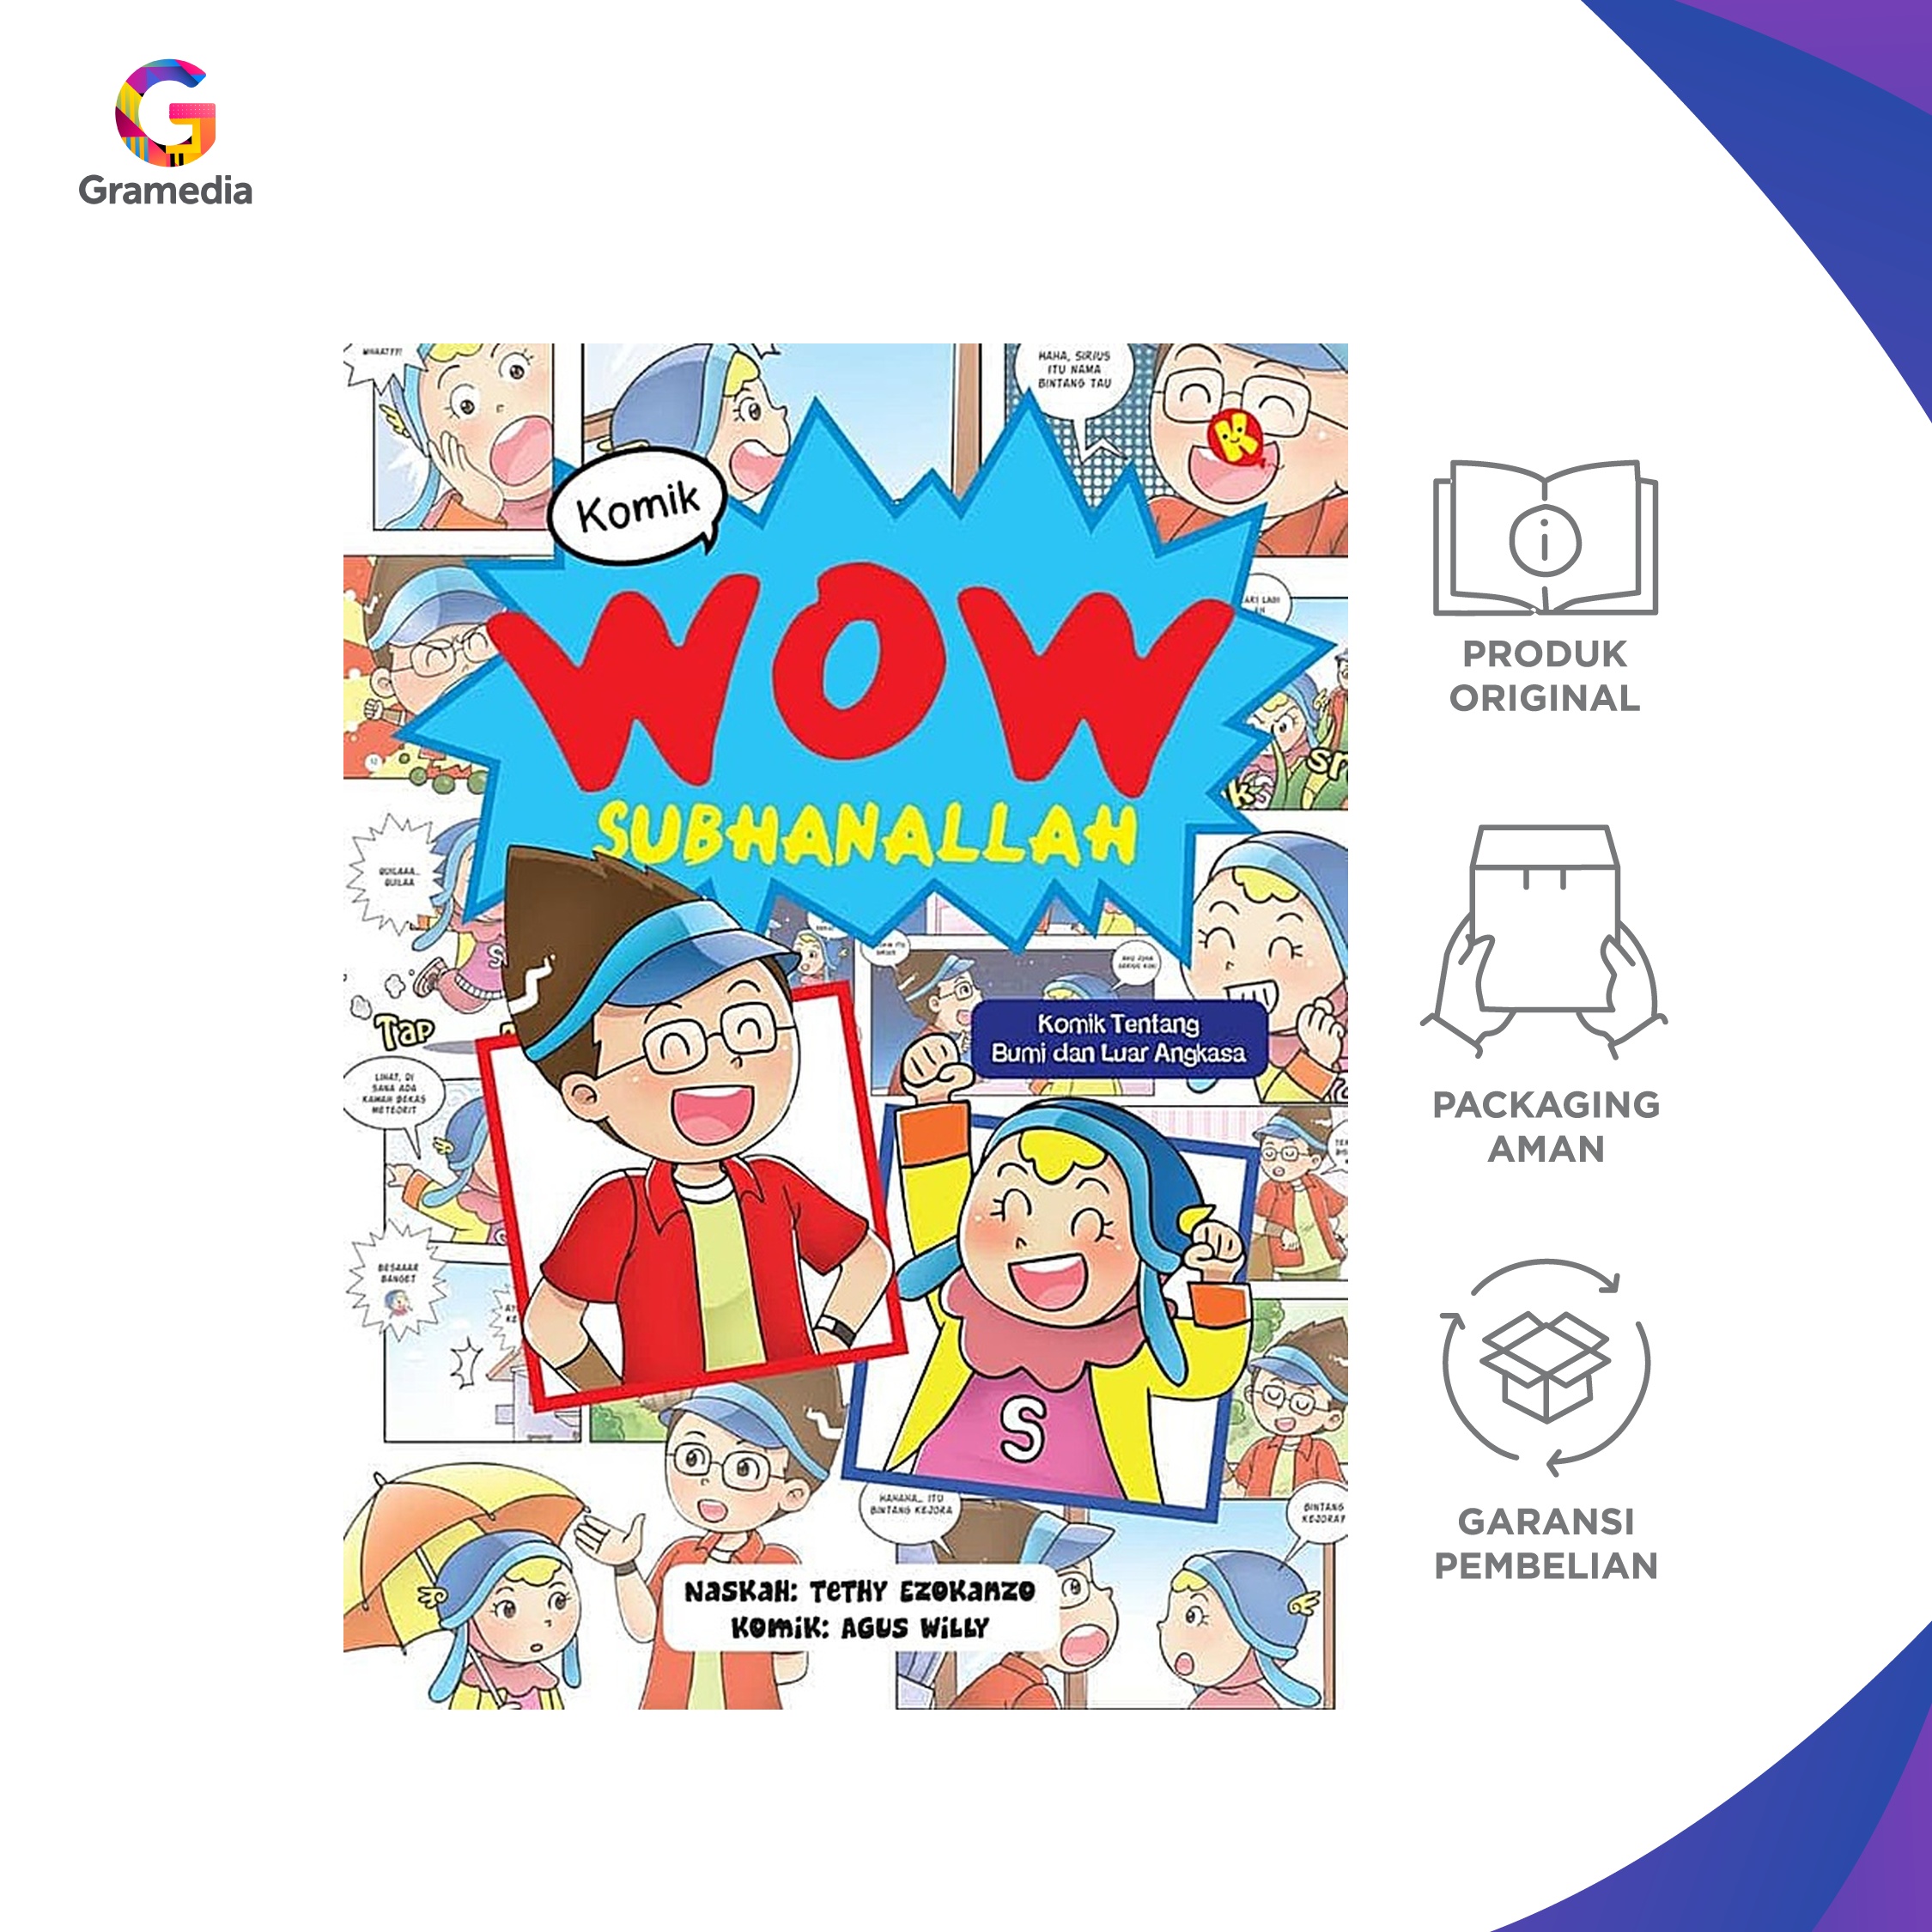 Gramedia
WHAATTT!
HAHA, SIRIUS
ITU NAMA
BINTANG TAU
K
Komik
WOW
SUBHANALLAH
Komik Tentang
Bumi dan Luar Angkasa
TAP
LIHAT, DI
SANA ADA
KAWAH BEKAS
METEORIT
BESAAAR
BANGET
S
HAHAHA... ITU
BINTANG KEJORA
BINTANG
KEJORA?
NASKAH: TETHY EZOKANZO
KOMIK: AGUS WILLY
PRODUK
ORIGINAL
PACKAGING
AMAN
GARANSI
PEMBELIAN